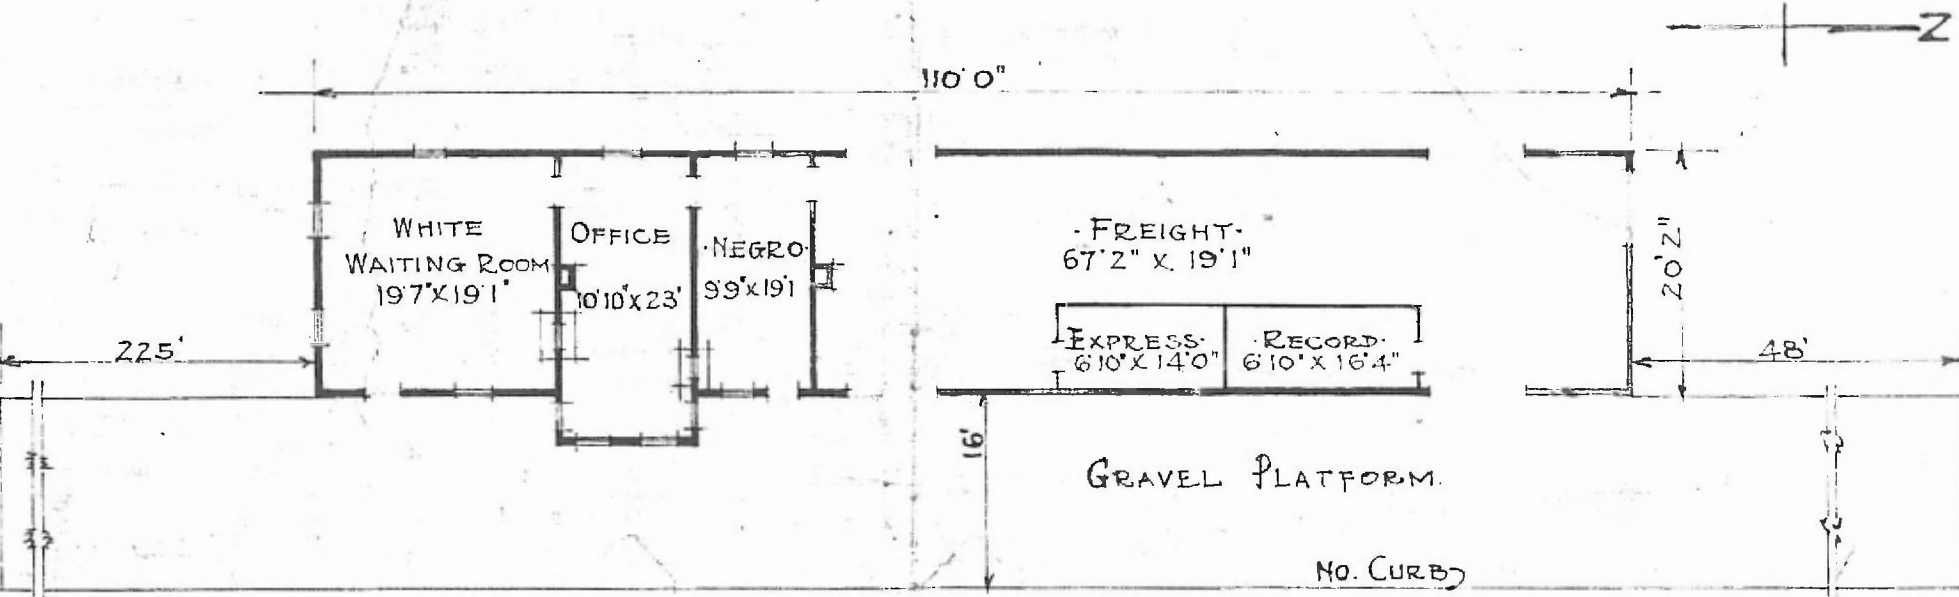 N
110'0"
WHITE
WAITING ROOM
19'7"X19'1"
OFFICE
10'10"X23'
·NEGRO·
9'9"X19'1
·FREIGHT·
67'2" X. 19'1"
20'2"
EXPRESS·
6'10"X 14'0"
·RECORD·
6'10" X 16'4"
225'
48'
16'
GRAVEL PLATFORM.
NO. CURB